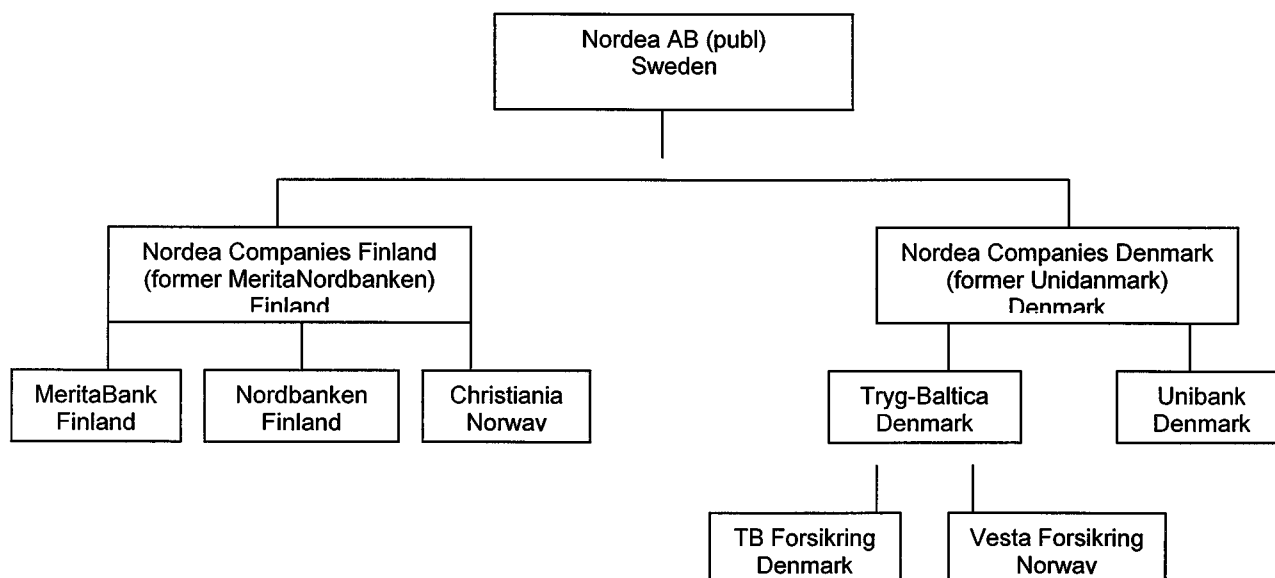 Nordea AB (publ)
Sweden
Nordea Companies Finland
(former MeritaNordbanken)
Finland
Nordea Companies Denmark
(former Unidanmark)
Denmark
MeritaBank
Finland
Nordbanken
Finland
Christiania
Norway
Tryg-Baltica
Denmark
Unibank
Denmark
TB Forsikring
Denmark
Vesta Forsikring
Norway